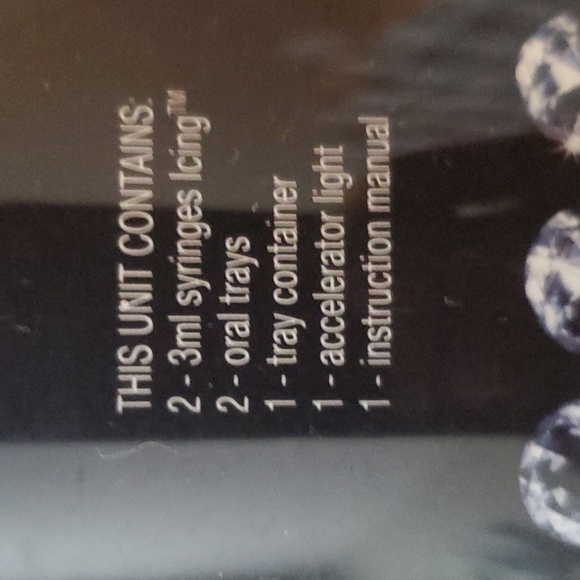 THIS UNIT CONTAINS:
2 - 3ml syringes Icing™
2 - oral trays
1 - tray container
1 - accelerator light
1 - instruction manual